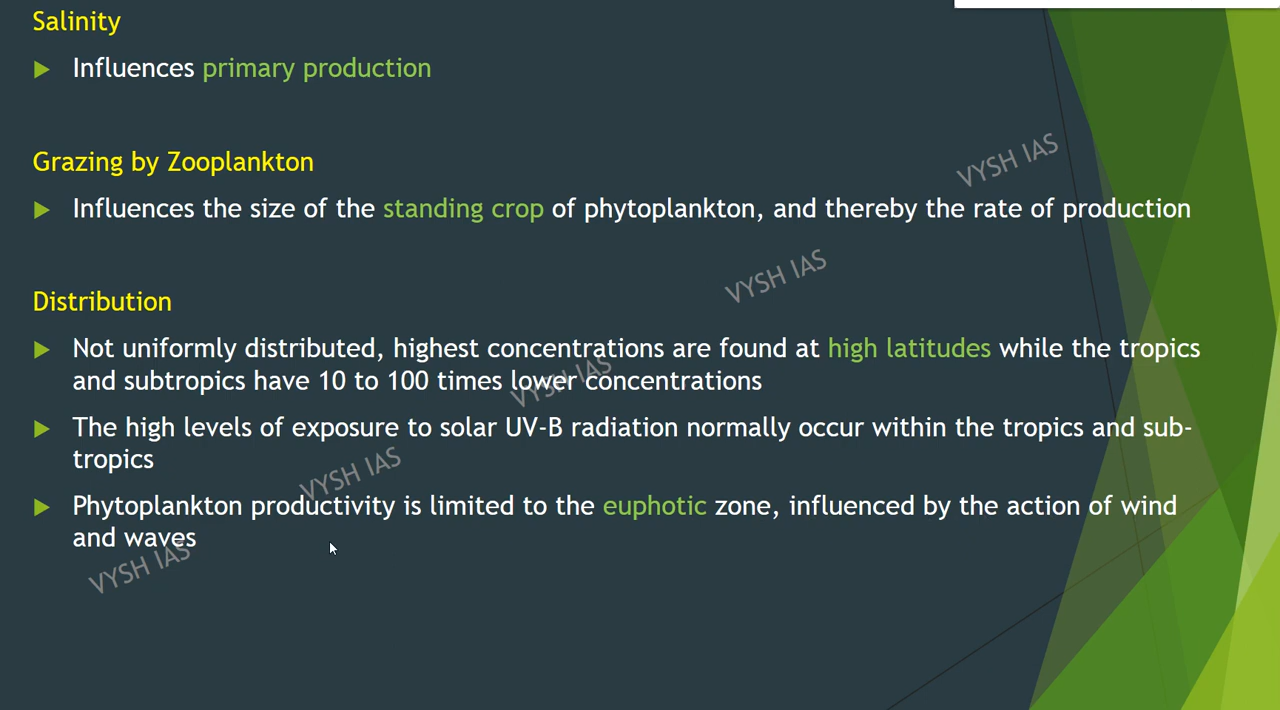 Salinity
Influences primary production
Grazing by Zooplankton
Influences the size of the standing crop of phytoplankton, and thereby the rate of production
Distribution
Not uniformly distributed, highest concentrations are found at high latitudes while the tropics
and subtropics have 10 to 100 times lower concentrations
The high levels of exposure to solar UV-B radiation normally occur within the tropics and sub-
tropics
Phytoplankton productivity is limited to the euphotic zone, influenced by the action of wind
and waves
VYSH IAS
VYSH IAS
VYSH IAS
VYSH IAS
VYSH IAS